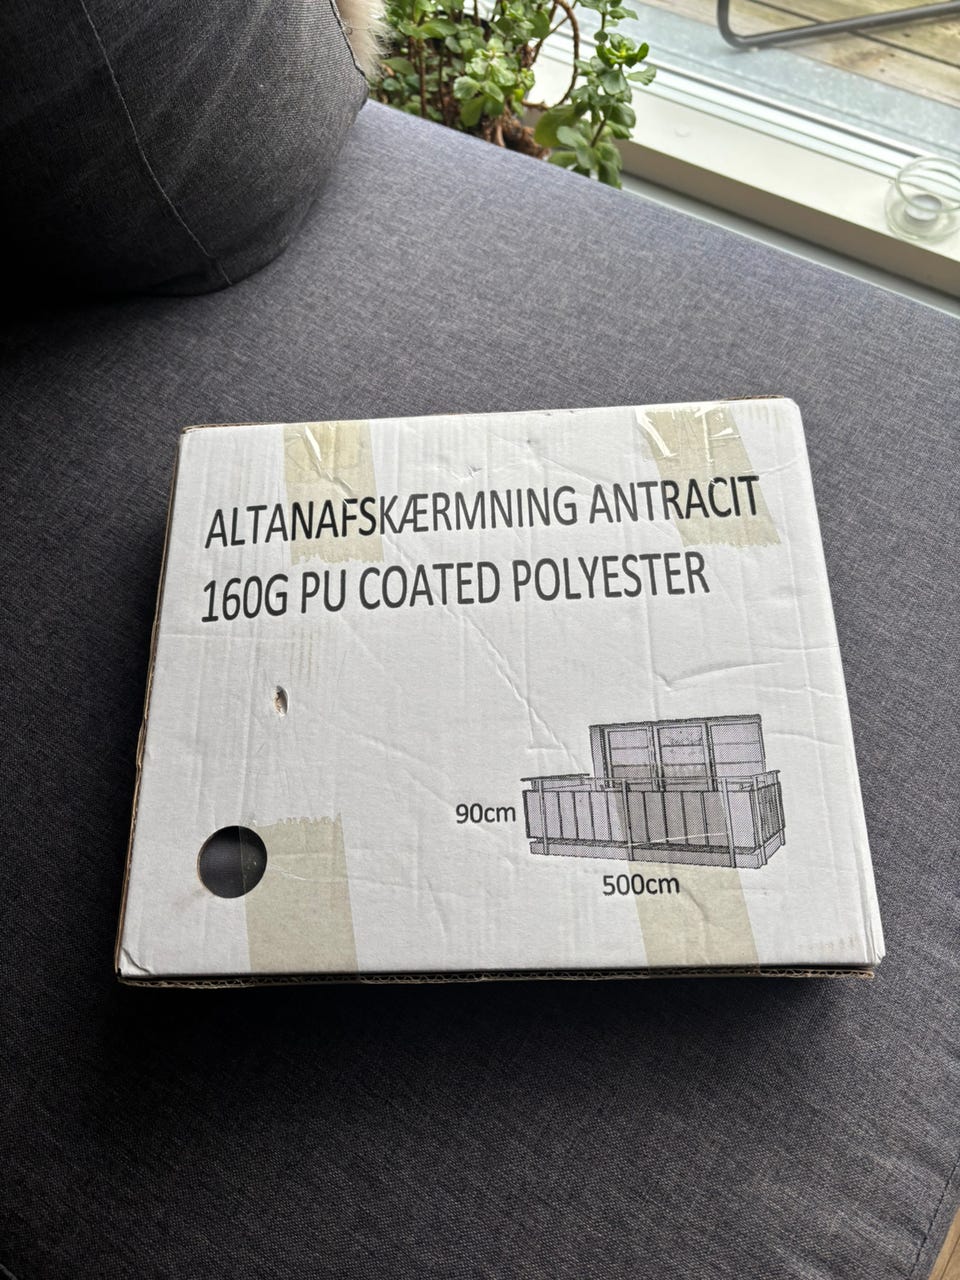 ALTANAFSKÆRMNING ANTRACIT
160G PU COATED POLYESTER
90cm
500cm